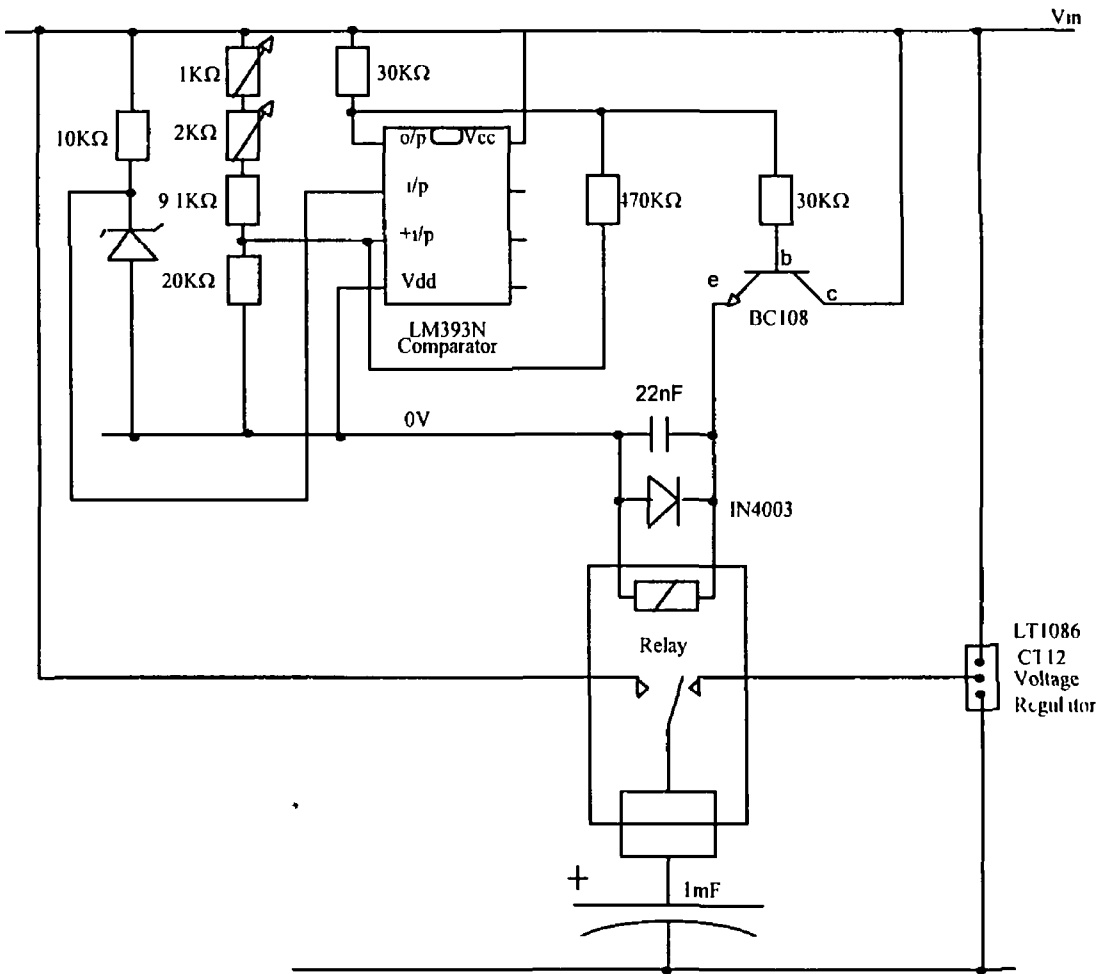 Vin
1KΩ
30KΩ
10KΩ
2KΩ
o/p
Vcc
9 1KΩ
ı/p
470KΩ
30KΩ
+ı/p
b
20KΩ
Vdd
e
c
LM393N
Comparator
BC108
22nF
0V
IN4003
Relay
LT1086
CT12
Voltage
+
1mF